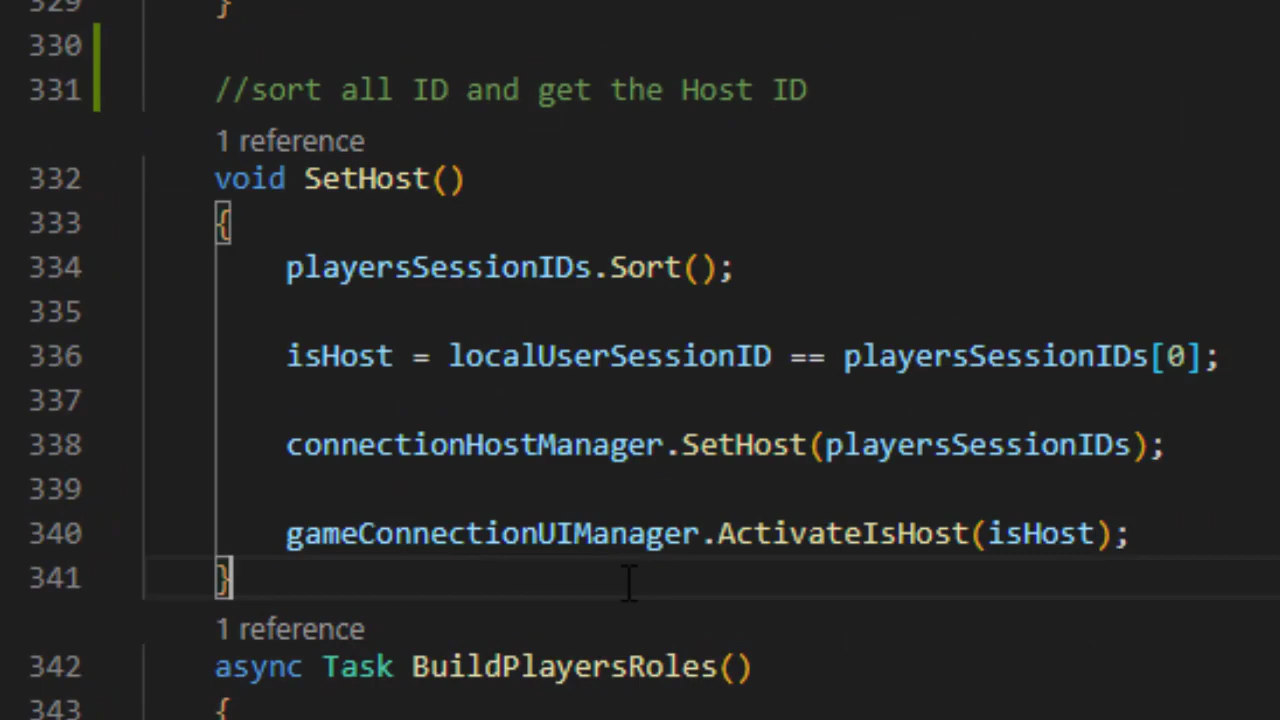 329 }
330
331 //sort all ID and get the Host ID
1 reference
332 void SetHost()
333 {
334 playersSessionIDs.Sort();
335
336 isHost = localUserSessionID == playersSessionIDs[0];
337
338 connectionHostManager.SetHost(playersSessionIDs);
339
340 gameConnectionUIManager.ActivateIsHost(isHost);
341 }
1 reference
342 async Task BuildPlayersRoles()
343 {